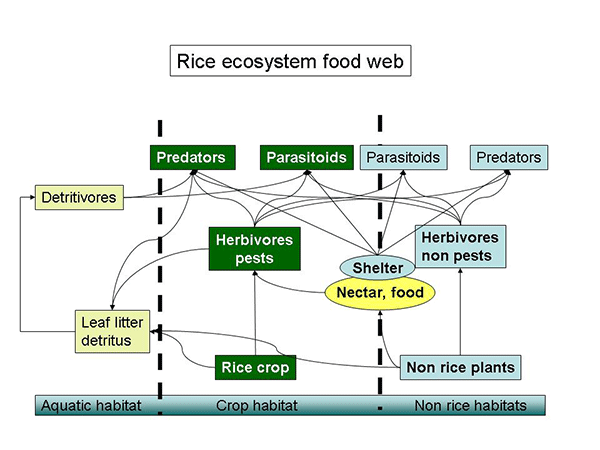 Rice ecosystem food web
Predators
Parasitoids
Parasitoids
Predators
Detritivores
Herbivores
pests
Herbivores
non pests
Shelter
Nectar, food
Leaf litter
detritus
Rice crop
Non rice plants
Aquatic habitat
Crop habitat
Non rice habitats